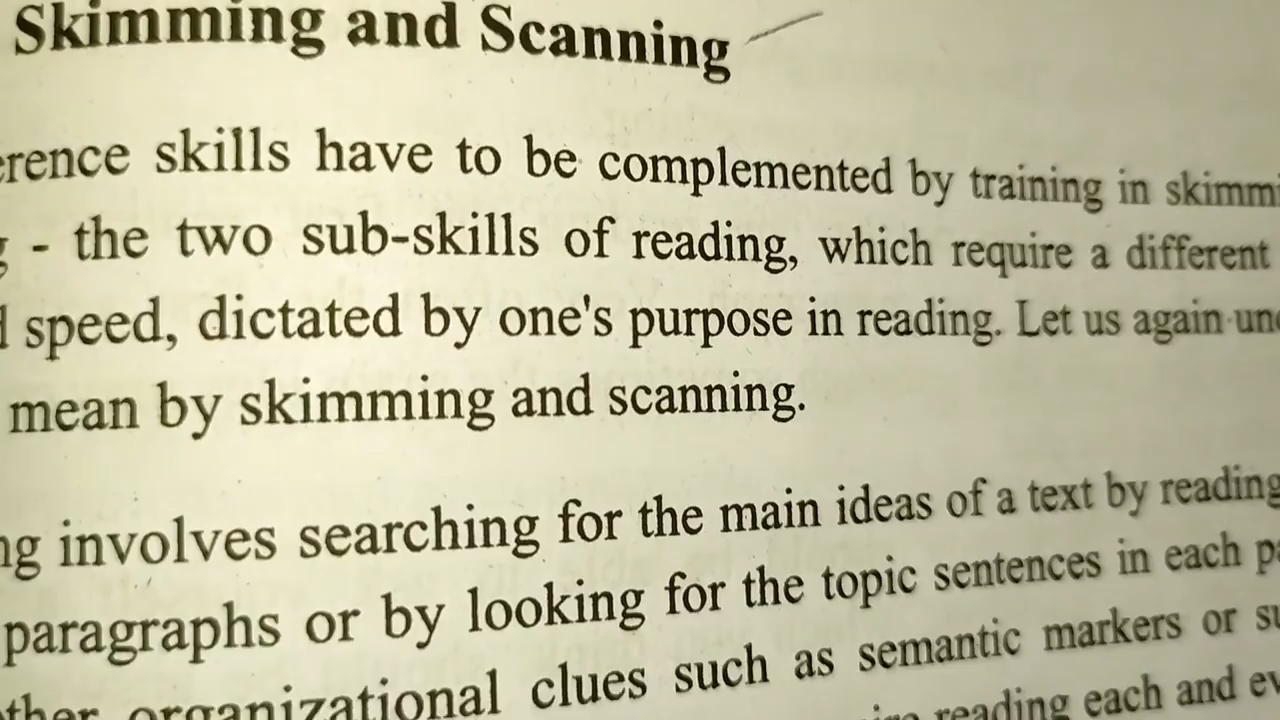 Skimming and Scanning
erence skills have to be complemented by training in skimmi
g - the two sub-skills of reading, which require a different
d speed, dictated by one's purpose in reading. Let us again und
mean by skimming and scanning.
ng involves searching for the main ideas of a text by reading
paragraphs or by looking for the topic sentences in each pa
ther organizational clues such as semantic markers or su
reading each and ev